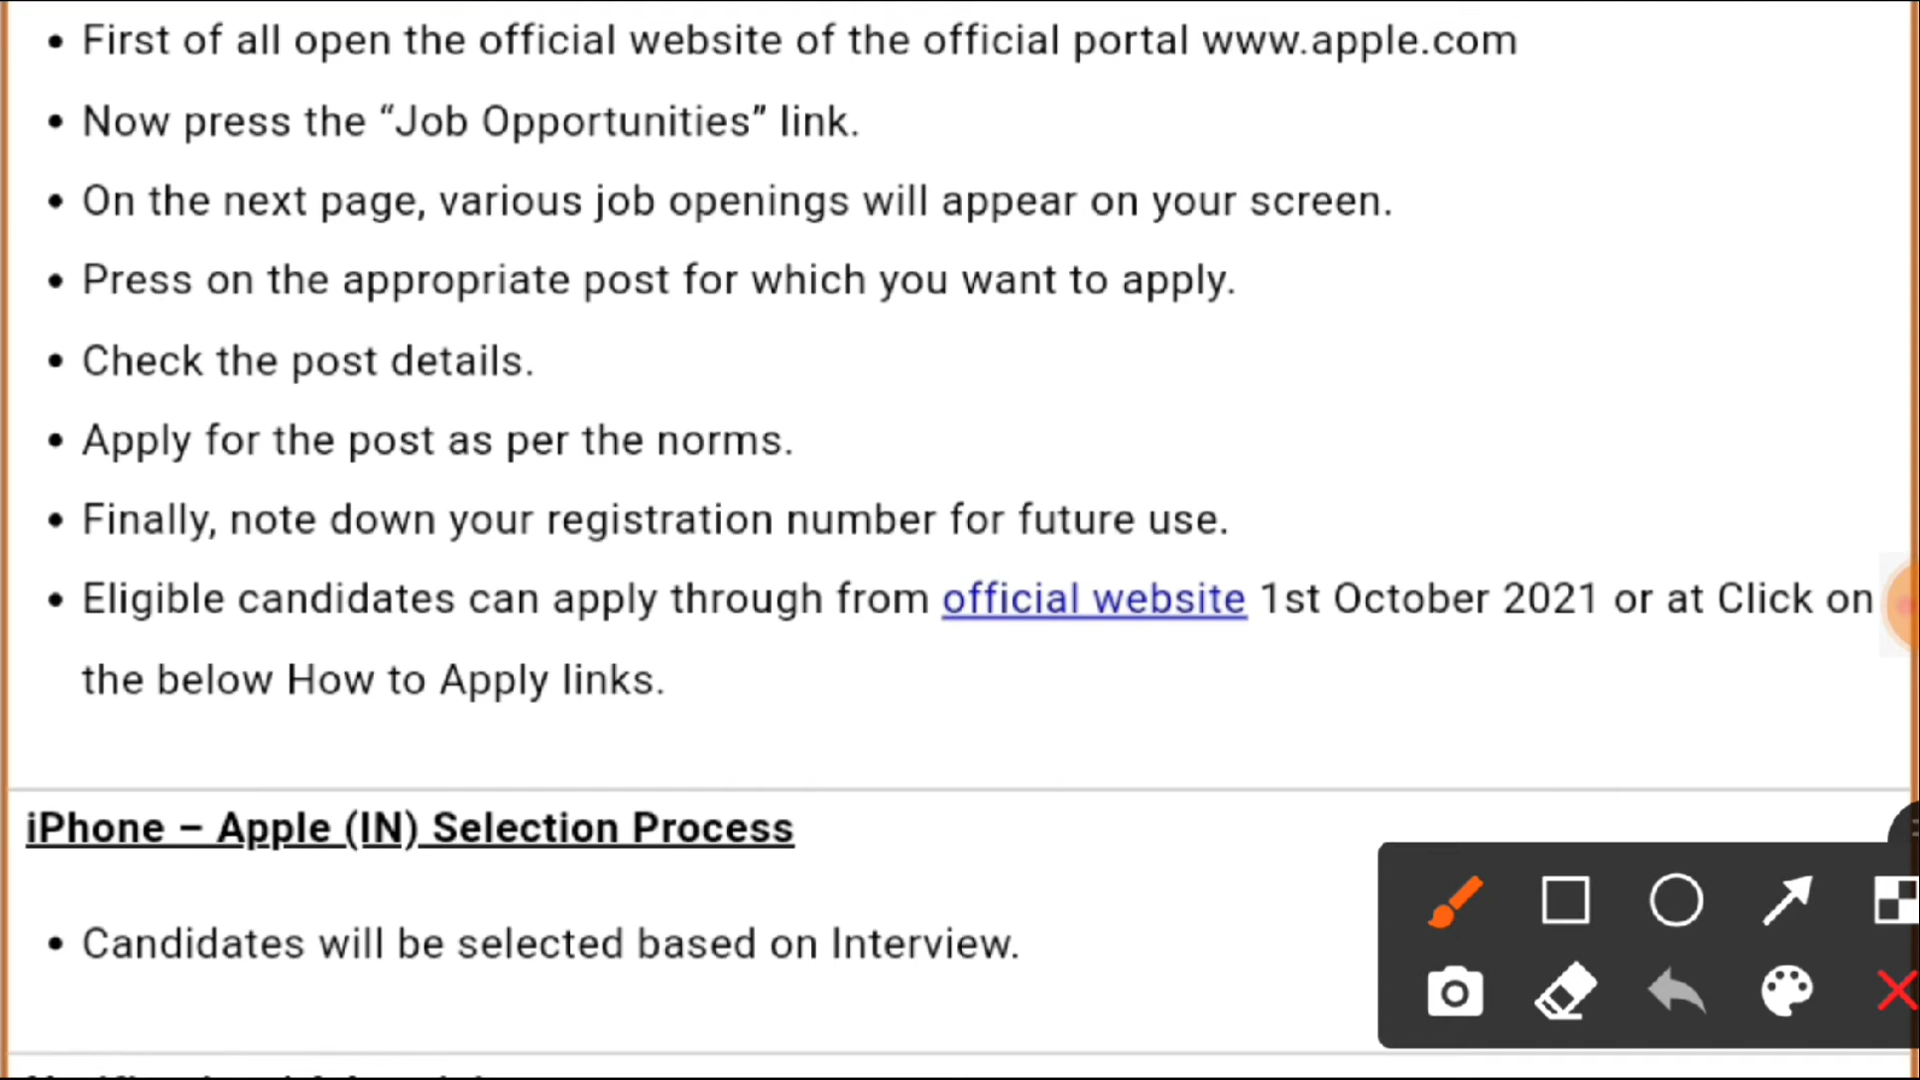 First of all open the official website of the official portal www.apple.com
Now press the “Job Opportunities” link.
On the next page, various job openings will appear on your screen.
Press on the appropriate post for which you want to apply.
Check the post details.
Apply for the post as per the norms.
Finally, note down your registration number for future use.
Eligible candidates can apply through from official website 1st October 2021 or at Click on
the below How to Apply links.
iPhone – Apple (IN) Selection Process
Candidates will be selected based on Interview.